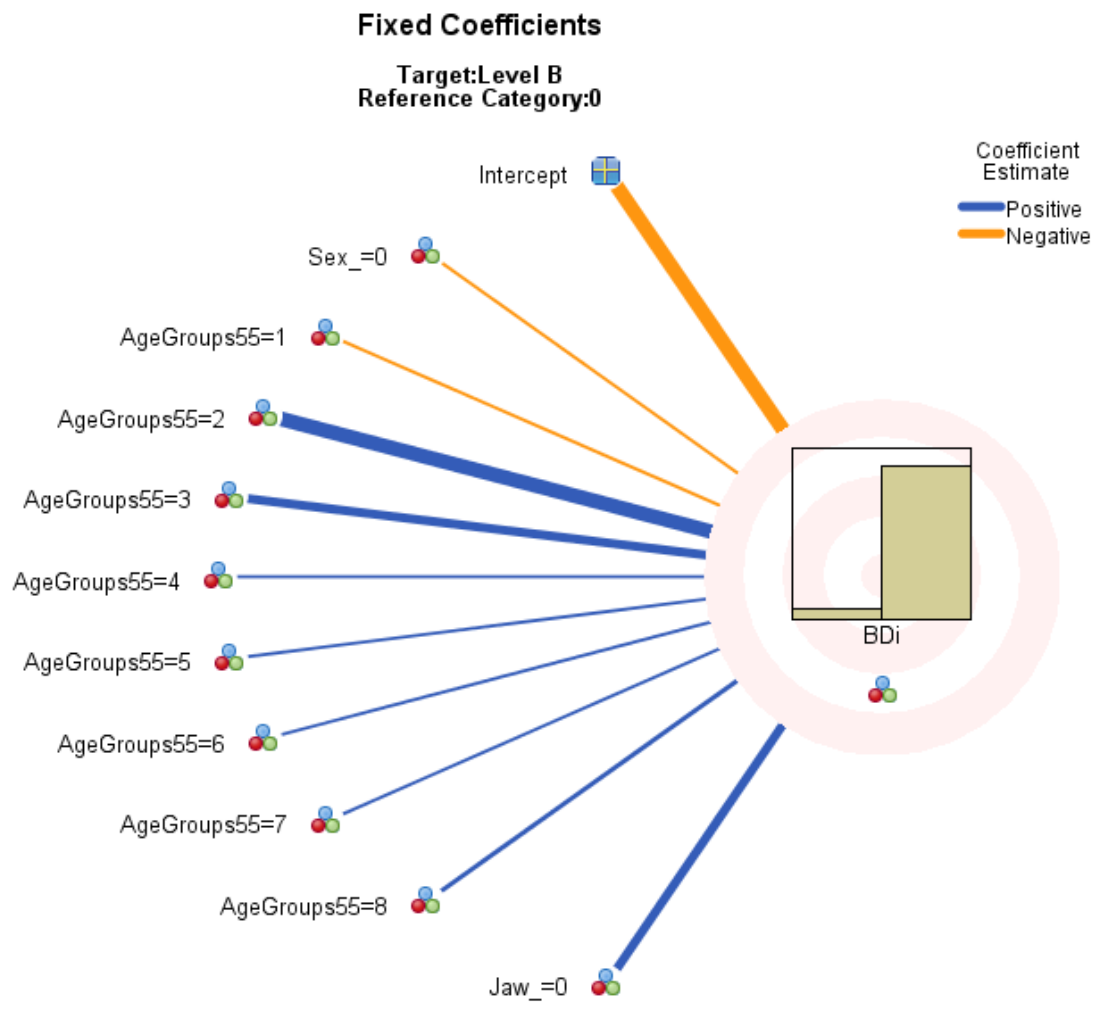 Fixed Coefficients
Target:Level B
Reference Category:0
Coefficient
Estimate
Positive
Negative
Intercept
Sex_=0
AgeGroups55=1
AgeGroups55=2
AgeGroups55=3
AgeGroups55=4
AgeGroups55=5
AgeGroups55=6
AgeGroups55=7
AgeGroups55=8
Jaw_=0
BDi